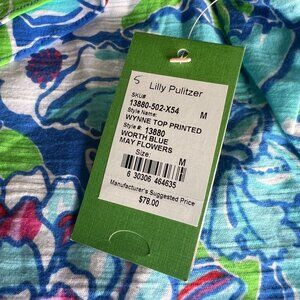 S Lilly Pulitzer
SKU#
13880-502-X54 M
Style Name:
WYNNE TOP PRINTED
Style # 13880
WORTH BLUE
MAY FLOWERS
Size:
M
6 30306 464635
Manufacturer's Suggested Price
$78.00